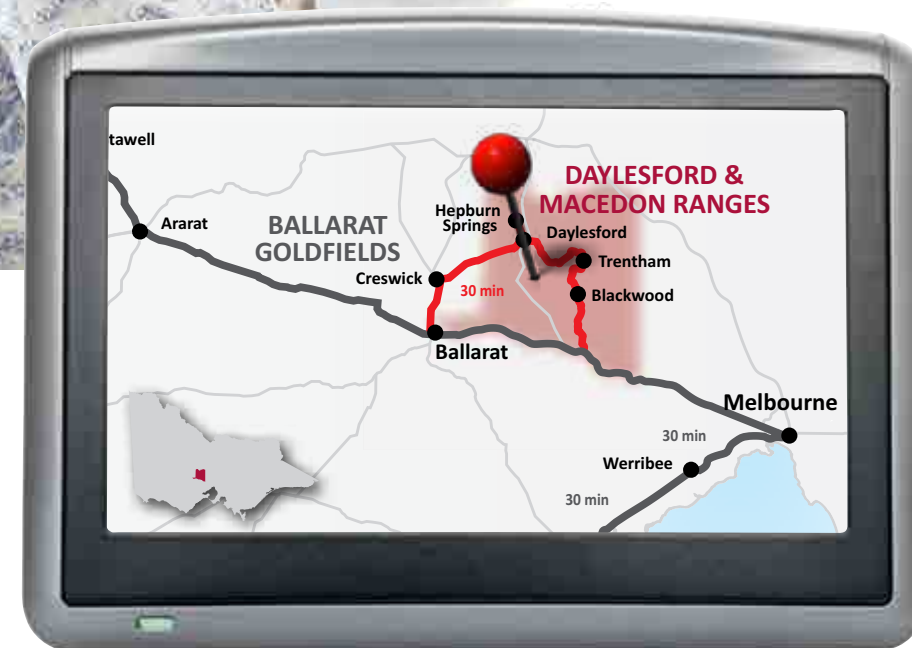 tawell
Ararat
BALLARAT
GOLDFIELDS
DAYLESFORD &
MACEDON RANGES
Hepburn
Springs
Daylesford
Trentham
Creswick
30 min
Blackwood
Ballarat
Melbourne
30 min
Werribee
30 min